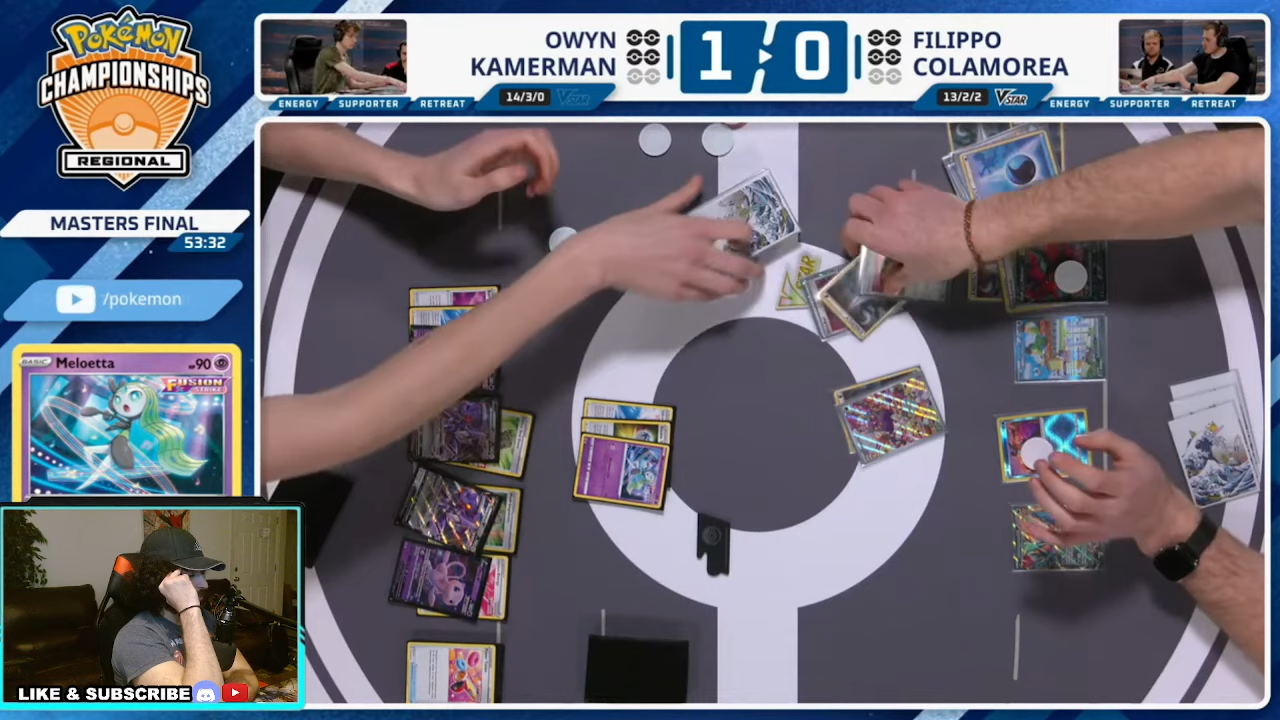 Pokémon
CHAMPIONSHIPS
REGIONAL
MASTERS FINAL
53:32
/pokemon
BASIC Meloetta HP 90
FUSION STRIKE
OWYN
KAMERMAN
1 0
FILIPPO
COLAMOREA
ENERGY SUPPORTER RETREAT
14/3/0 VSTAR
13/2/2 VSTAR
ENERGY SUPPORTER RETREAT
LIKE & SUBSCRIBE